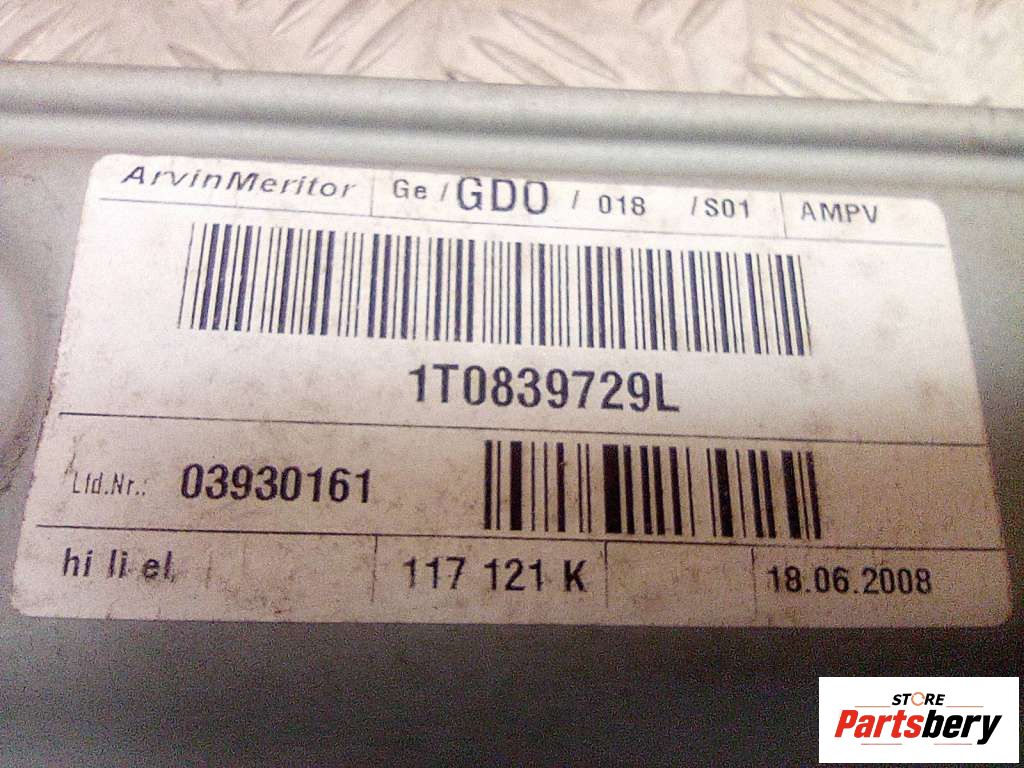 ArvinMeritor Ge / GDO / 018 / S01 AMPV
1T0839729L
Lfd.Nr.: 03930161
hi li el. 117 121 K 18.06.2008
STORE
Partsbery